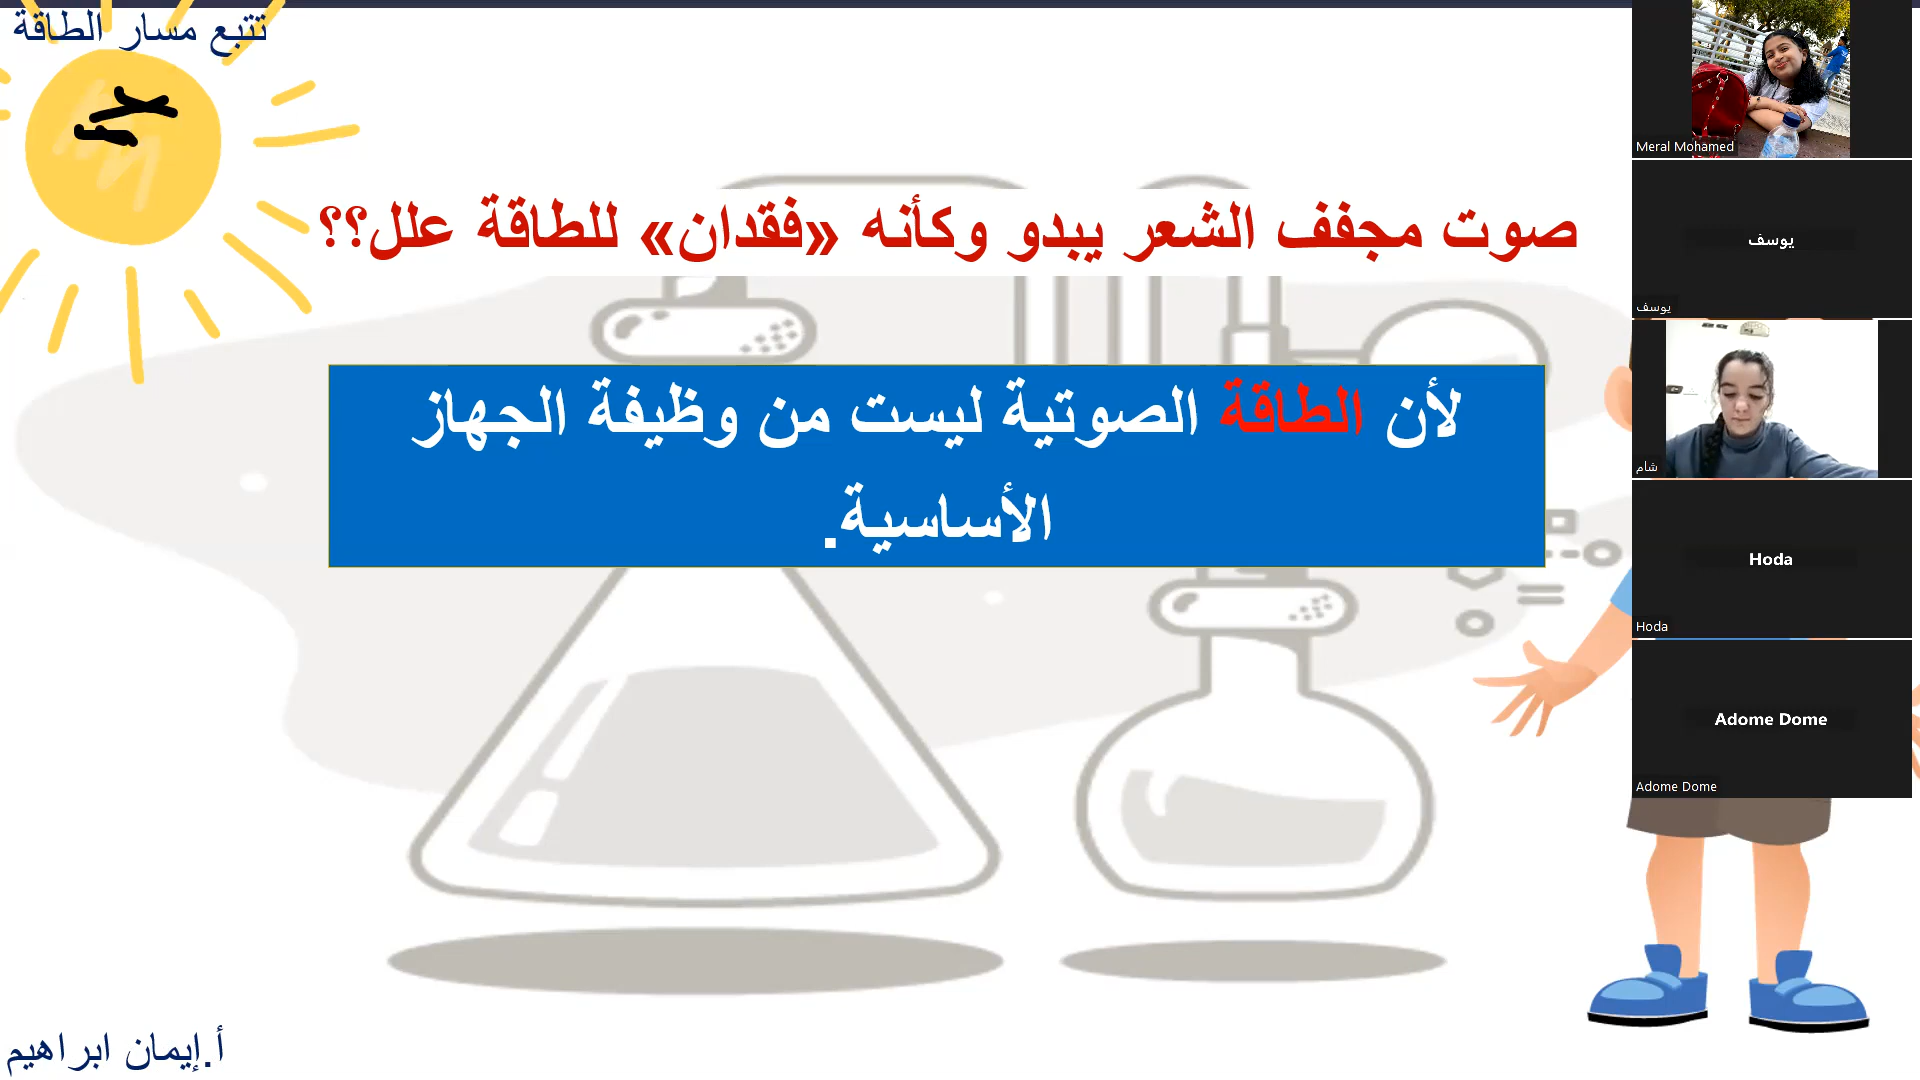 تتبع مسار الطاقة
صوت مجفف الشعر يبدو وكأنه «فقدان» للطاقة علل؟؟
لأن الطاقة الصوتية ليست من وظيفة الجهاز
الأساسية.
أ.إيمان ابراهيم
Meral Mohamed
يوسف
يوسف
شام
Hoda
Hoda
Adome Dome
Adome Dome